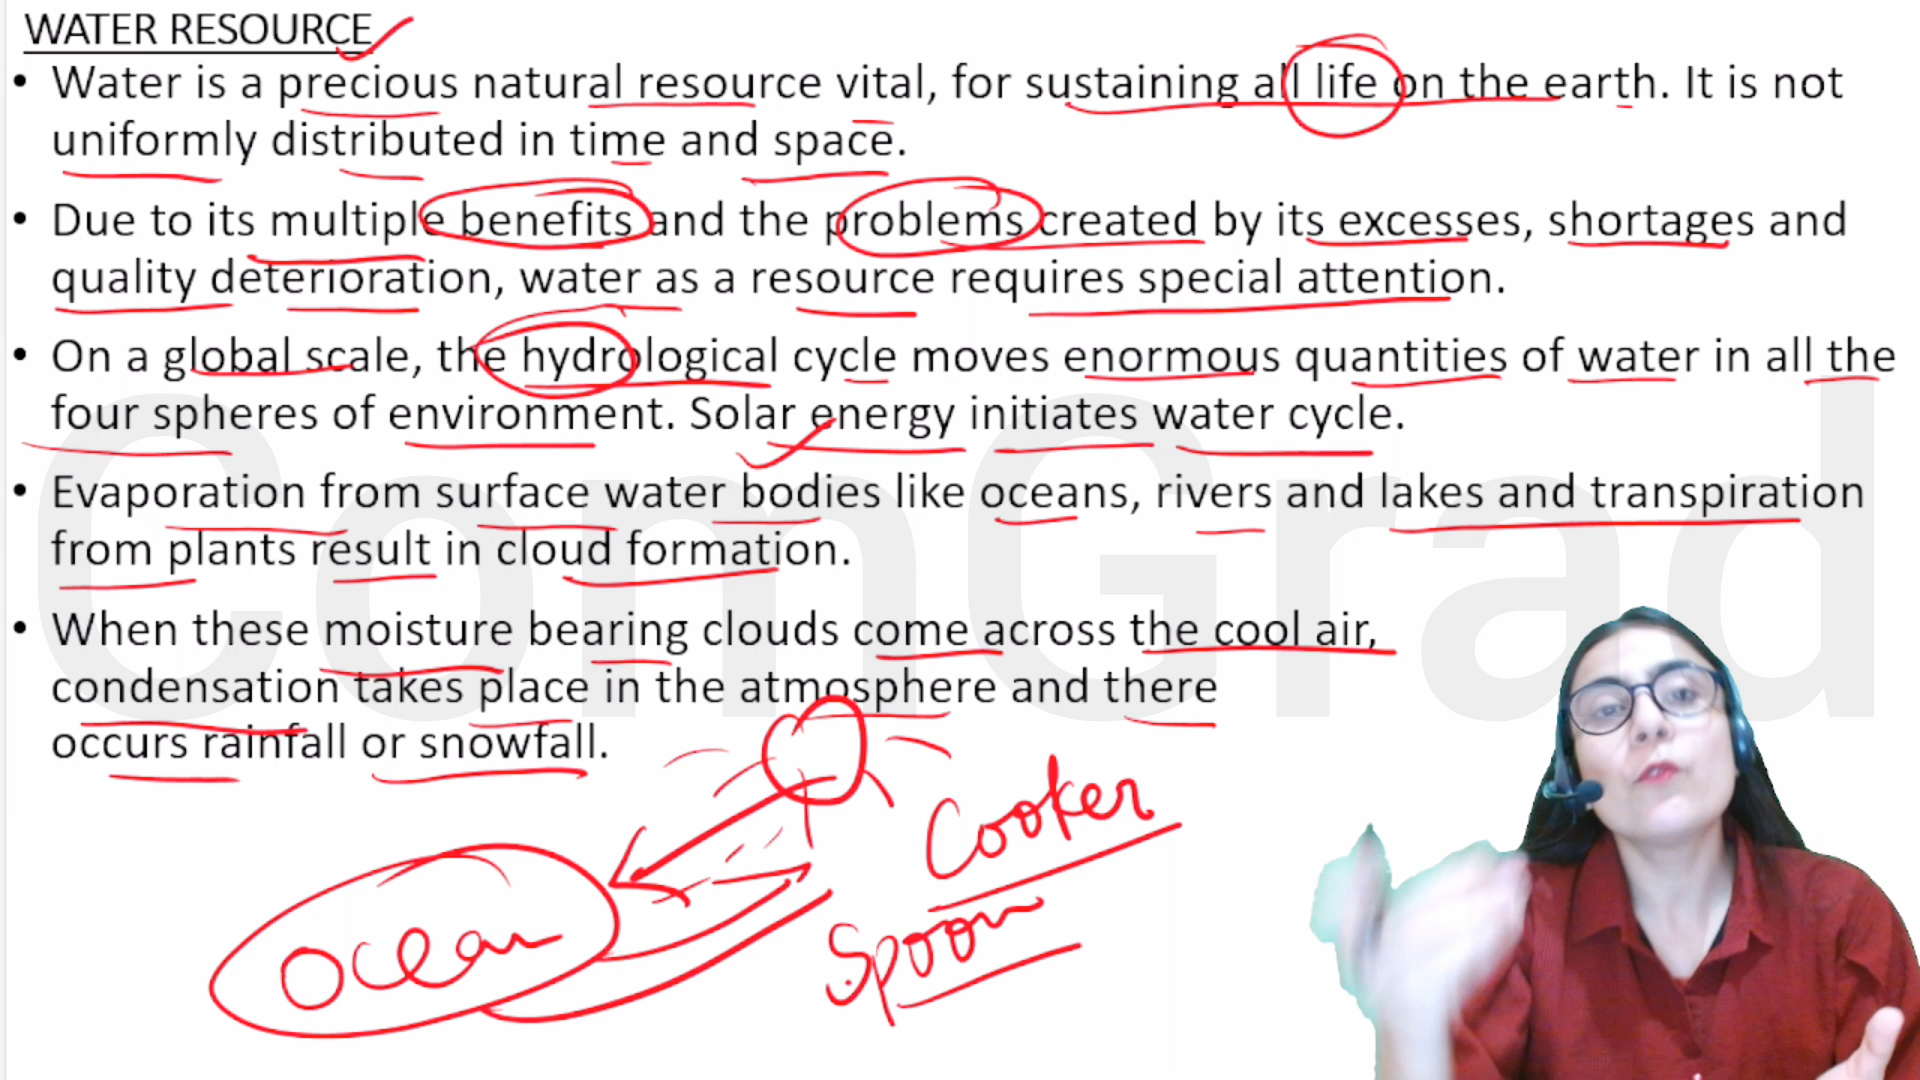 WATER RESOURCE
• Water is a precious natural resource vital, for sustaining all life on the earth. It is not
uniformly distributed in time and space.
• Due to its multiple benefits and the problems created by its excesses, shortages and
quality deterioration, water as a resource requires special attention.
• On a global scale, the hydrological cycle moves enormous quantities of water in all the
four spheres of environment. Solar energy initiates water cycle.
• Evaporation from surface water bodies like oceans, rivers and lakes and transpiration
from plants result in cloud formation.
• When these moisture bearing clouds come across the cool air,
condensation takes place in the atmosphere and there
occurs rainfall or snowfall.
Cooker
Spoon
Ocean
ComGrad